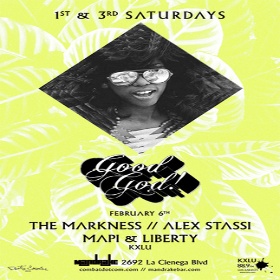 1ST & 3RD SATURDAYS
Good
God!!
FEBRUARY 6TH
THE MARKNESS // ALEX STASSI
MAPI & LIBERTY
KXLU
2692 La Cienega Blvd
combatdotcom.com // mandrakebar.com
KXLU